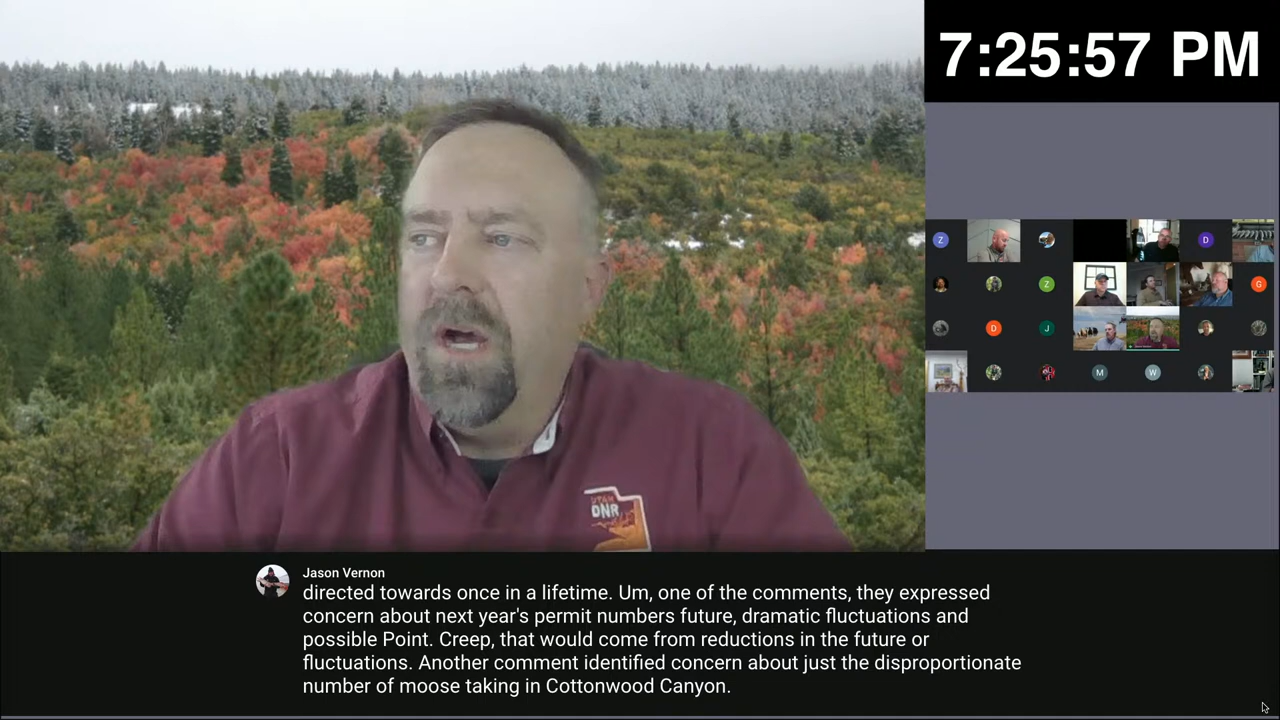 7:25:57 PM
Z
D
Z
G
D
J
M
W
UTAH
DNR
Jason Vernon
directed towards once in a lifetime. Um, one of the comments, they expressed
concern about next year's permit numbers future, dramatic fluctuations and
possible Point. Creep, that would come from reductions in the future or
fluctuations. Another comment identified concern about just the disproportionate
number of moose taking in Cottonwood Canyon.